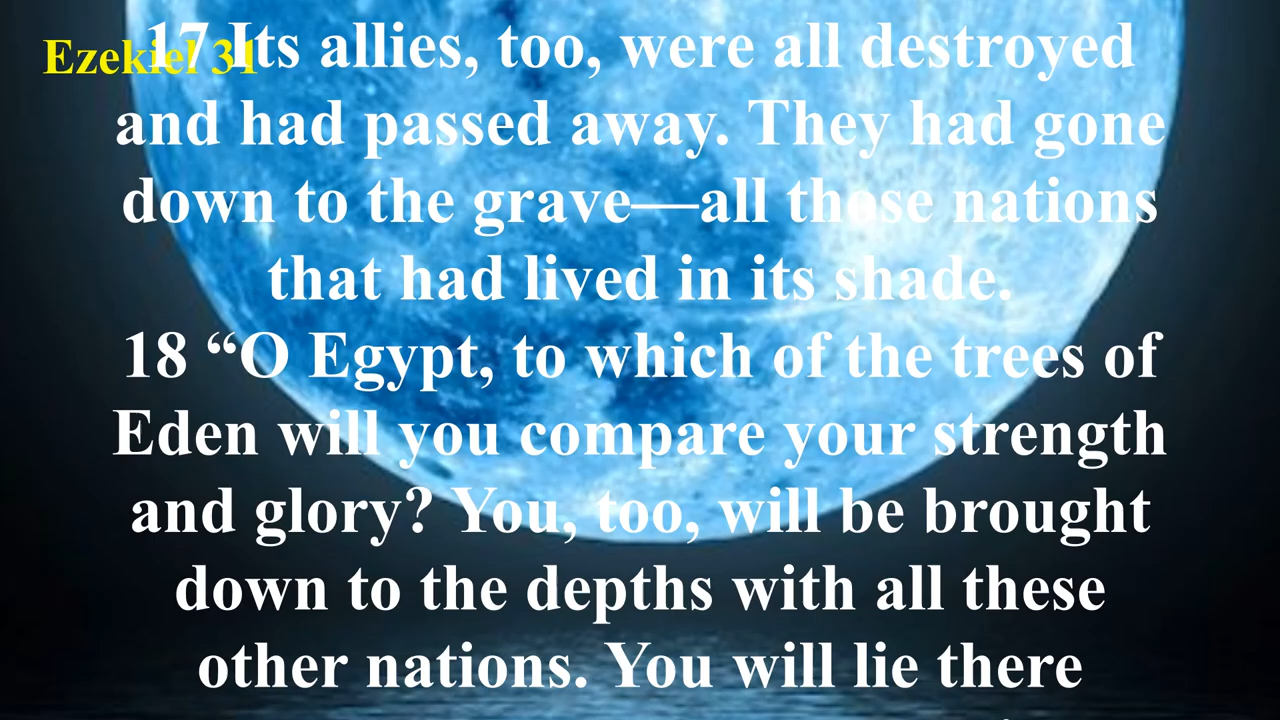 Ezekiel 31
17 Its allies, too, were all destroyed
and had passed away. They had gone
down to the grave—all those nations
that had lived in its shade.
18 “O Egypt, to which of the trees of
Eden will you compare your strength
and glory? You, too, will be brought
down to the depths with all these
other nations. You will lie there